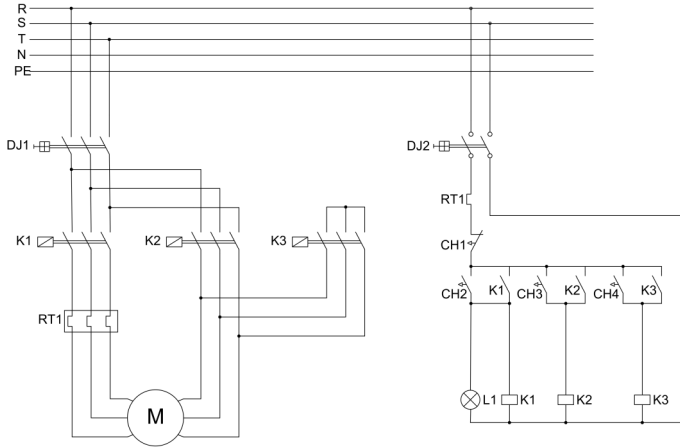 R
S
T
N
PE
DJ1
DJ2
RT1
K1
K2
K3
CH1
CH2
K1
CH3
K2
CH4
K3
RT1
L1
K1
K2
K3
M